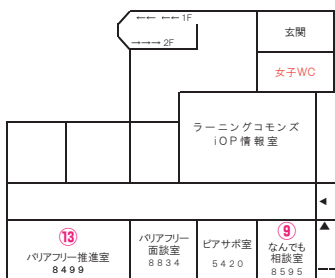 ←← ←←1F
→→→ 2F
玄関
女子WC
ラーニングコモンズ
iOP情報室
◀
▲
⑬
バリアフリー推進室
8499
バリアフリー
面談室
8834
ピアサポ室
5420
⑨
なんでも
相談室
8595